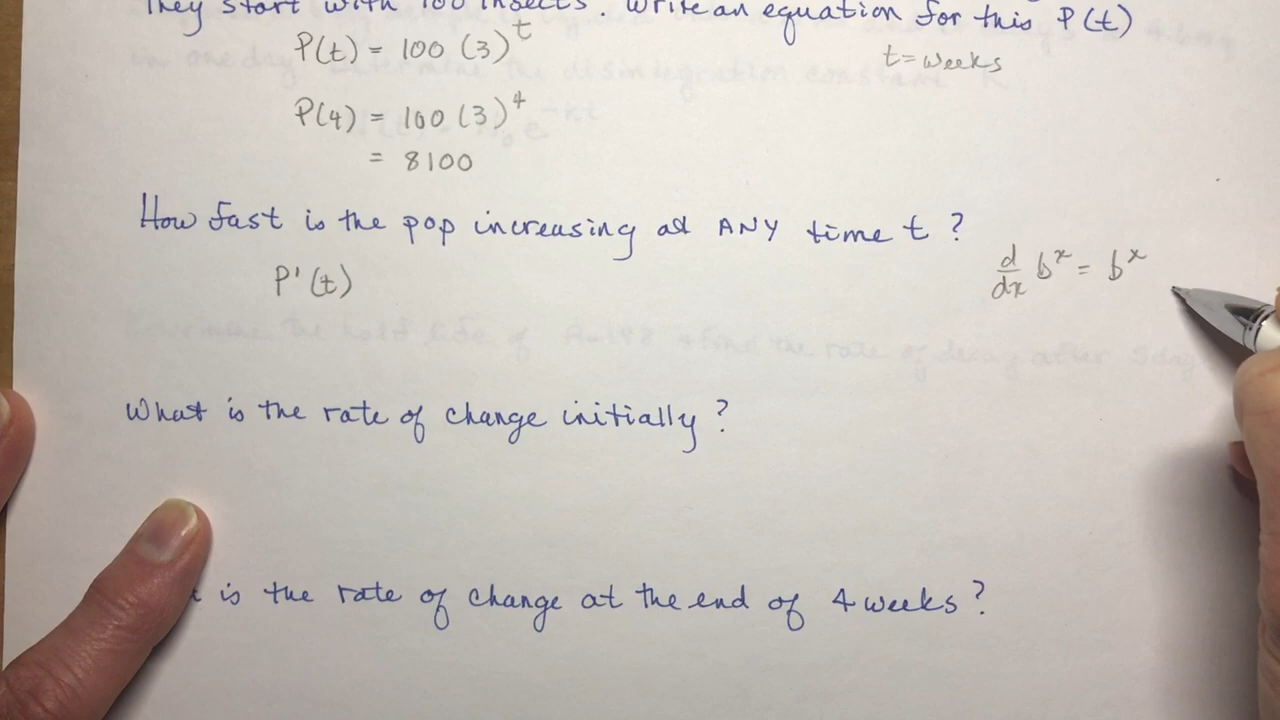 They start with 100 insects. Write an equation for this P(t)
P(t) = 100 (3)^t
t = weeks
P(4) = 100 (3)^4
= 8100
How fast is the pop increasing at ANY time t?
P'(t)
d/dx b^x = b^x
What is the rate of change initially?
is the rate of change at the end of 4 weeks?